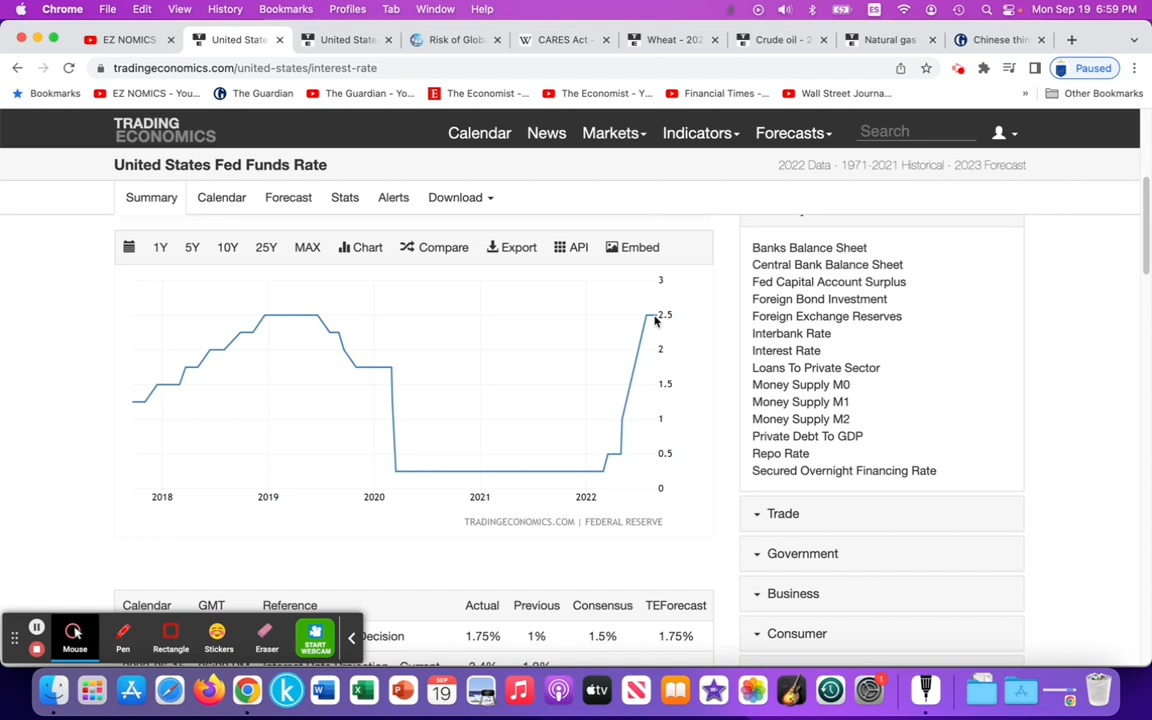 Chrome File Edit View History Bookmarks Profiles Tab Window Help ES Mon Sep 19 6:59 PM
EZ NOMICS United State United State Risk of Glob CARES Act - Wheat - 202 Crude oil - 2 Natural gas - Chinese thin
tradingeconomics.com/united-states/interest-rate Paused
Bookmarks EZ NOMICS - You... The Guardian The Guardian - Yo... The Economist -... The Economist - Y... Financial Times -... Wall Street Journa... » Other Bookmarks
TRADING
ECONOMICS
Calendar News Markets Indicators Forecasts Search
United States Fed Funds Rate 2022 Data - 1971-2021 Historical - 2023 Forecast
Summary Calendar Forecast Stats Alerts Download
1Y 5Y 10Y 25Y MAX Chart Compare Export API Embed
3
2.5
2
1.5
1
0.5
0
2018 2019 2020 2021 2022
TRADINGECONOMICS.COM | FEDERAL RESERVE
Banks Balance Sheet
Central Bank Balance Sheet
Fed Capital Account Surplus
Foreign Bond Investment
Foreign Exchange Reserves
Interbank Rate
Interest Rate
Loans To Private Sector
Money Supply M0
Money Supply M1
Money Supply M2
Private Debt To GDP
Repo Rate
Secured Overnight Financing Rate
Trade
Government
Business
Consumer
Calendar GMT Reference Actual Previous Consensus TEForecast
Decision 1.75% 1% 1.5% 1.75%
Mouse Pen Rectangle Stickers Eraser START
WEBCAM
SEP
19
tv
1